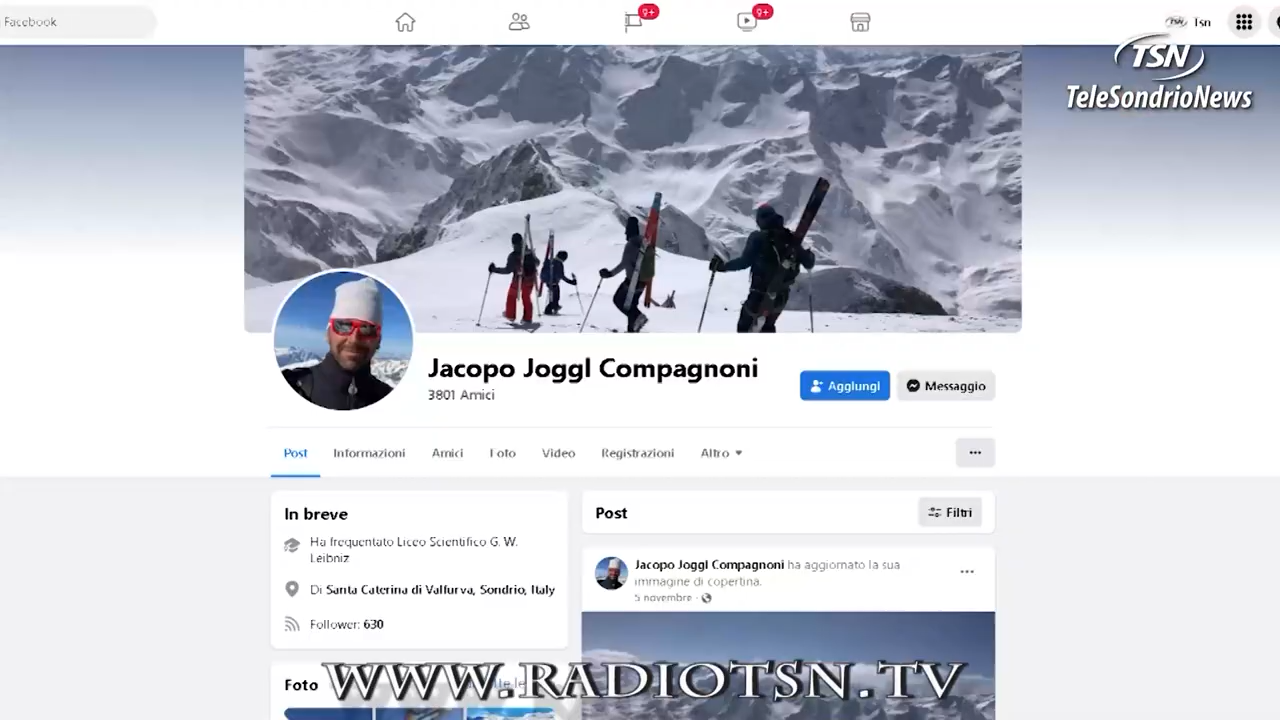 Facebook
9+
9+
TSN
Tsn
TSN
TeleSondrioNews
Jacopo Joggl Compagnoni
3801 Amici
Aggiungi
Messaggio
Post
Informazioni
Amici
Foto
Video
Registrazioni
Altro
In breve
Ha frequentato Liceo Scientifico G. W.
Leibniz
Di Santa Caterina di Valfurva, Sondrio, Italy
Follower: 630
Foto
Post
Filtri
Jacopo Joggl Compagnoni ha aggiornato la sua
immagine di copertina.
5 novembre ·
WWW.RADIOTSN.TV